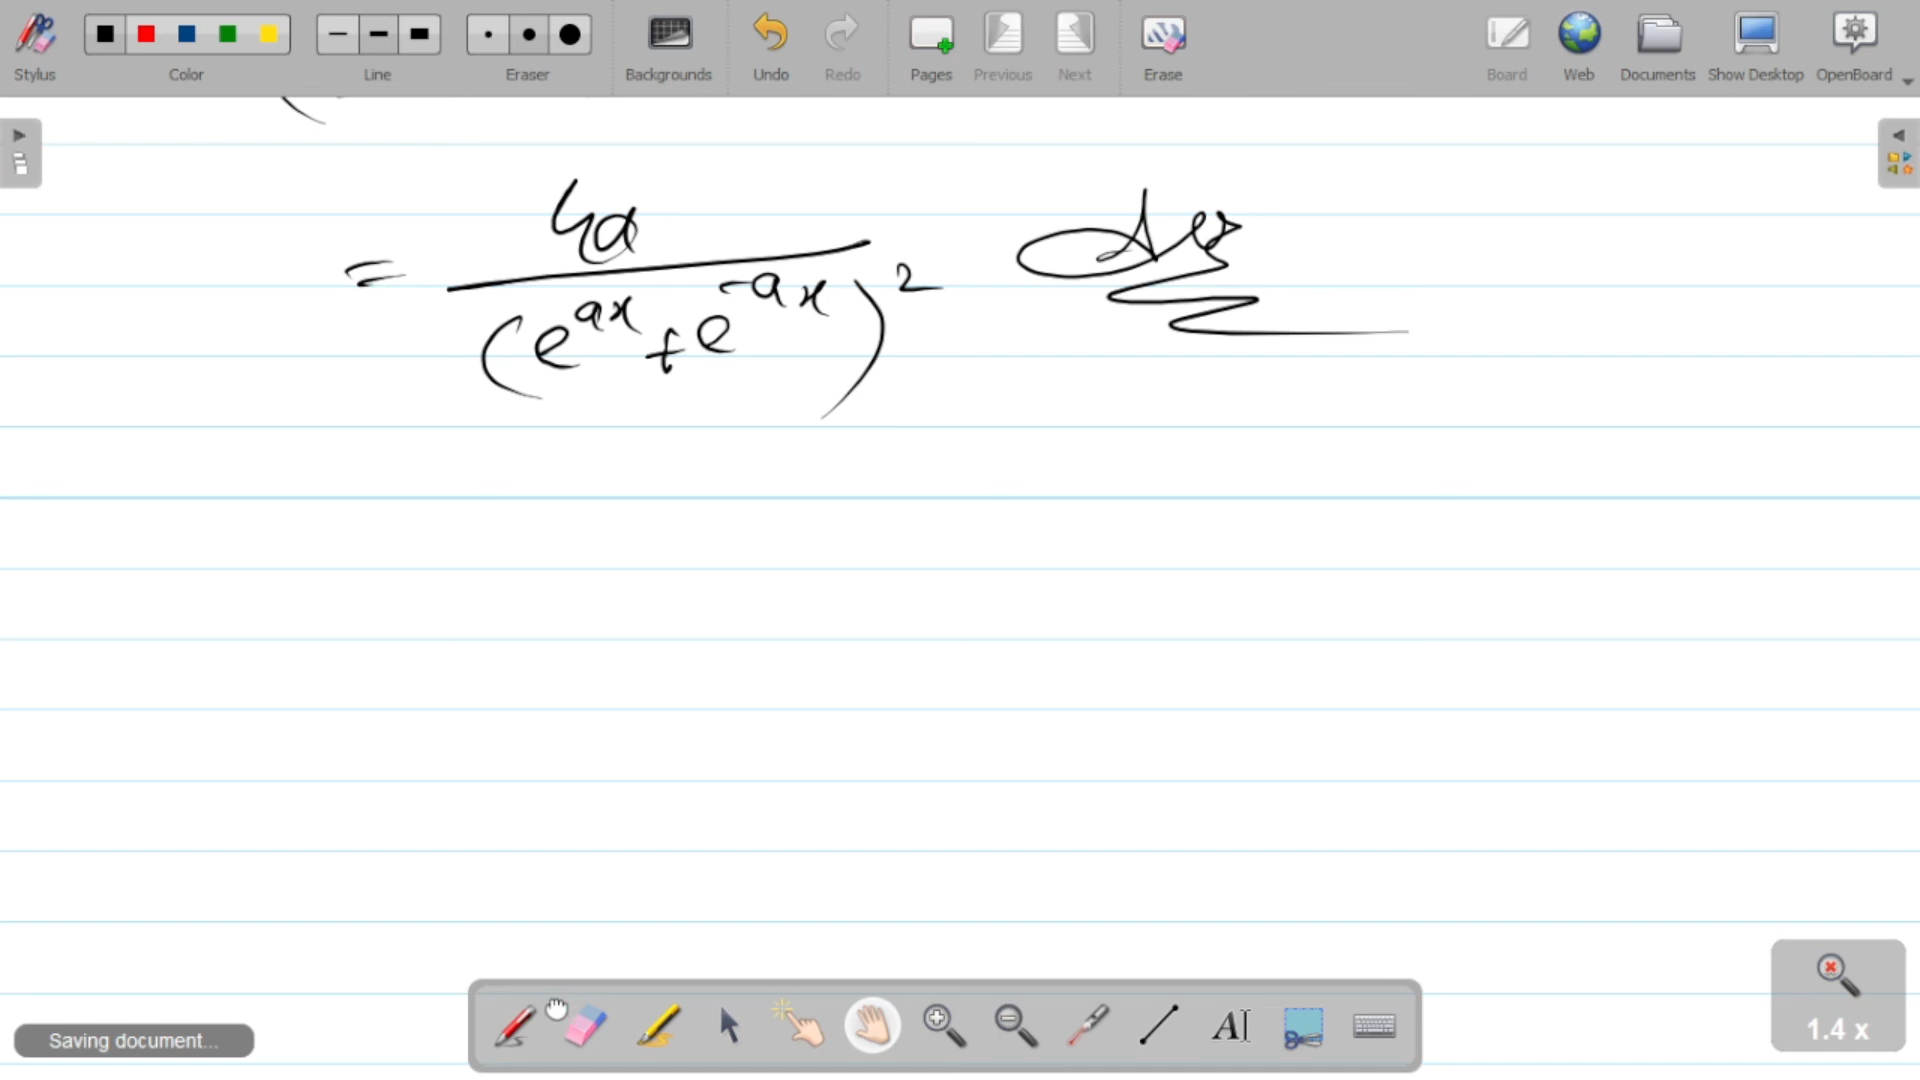 Stylus Color Line Eraser Backgrounds Undo Redo Pages Previous Next Erase Board Web Documents Show Desktop OpenBoard
4a
= (e^{ax} + e^{-ax})^2 Ans
Saving document...
1.4 x